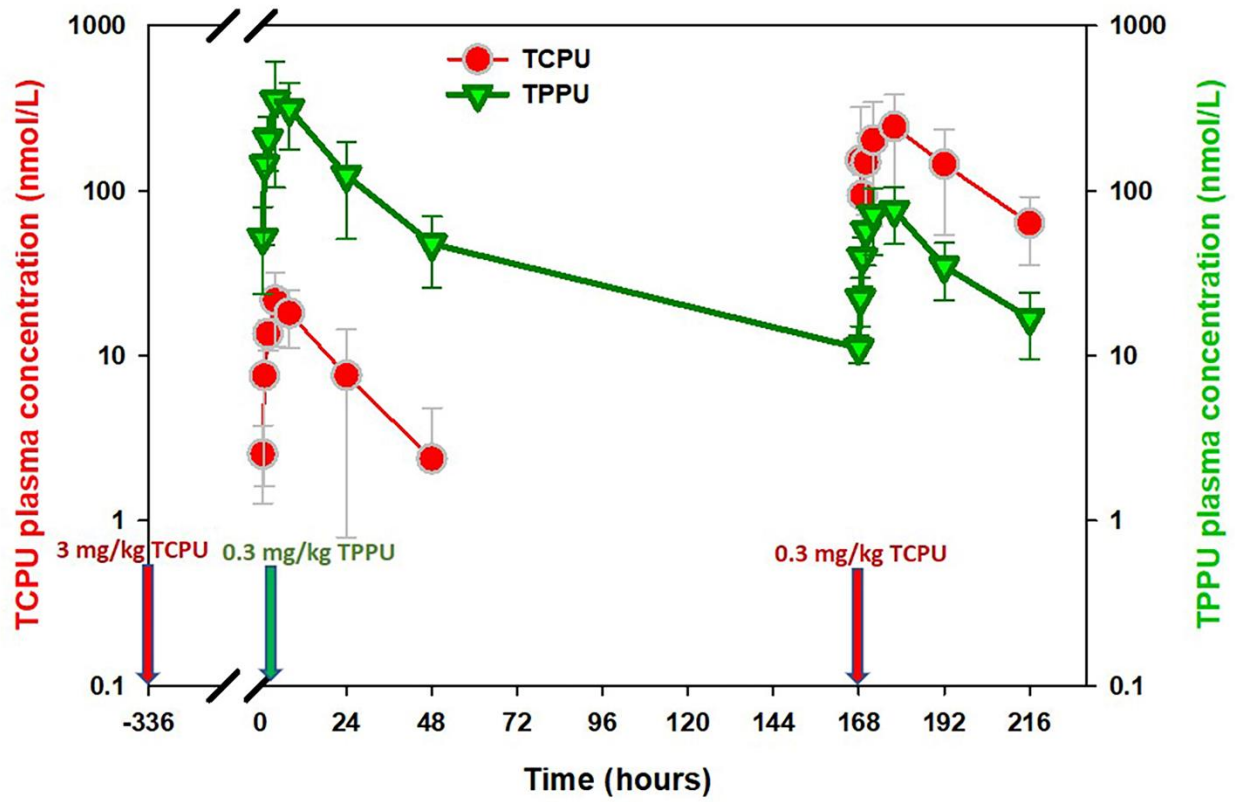 1000
100
10
1
0.1
TCPU plasma concentration (nmol/L)
TCPU
TPPU
3 mg/kg TCPU
0.3 mg/kg TPPU
0.3 mg/kg TCPU
1000
100
10
1
0.1
TPPU plasma concentration (nmol/L)
-336 0 24 48 72 96 120 144 168 192 216
Time (hours)